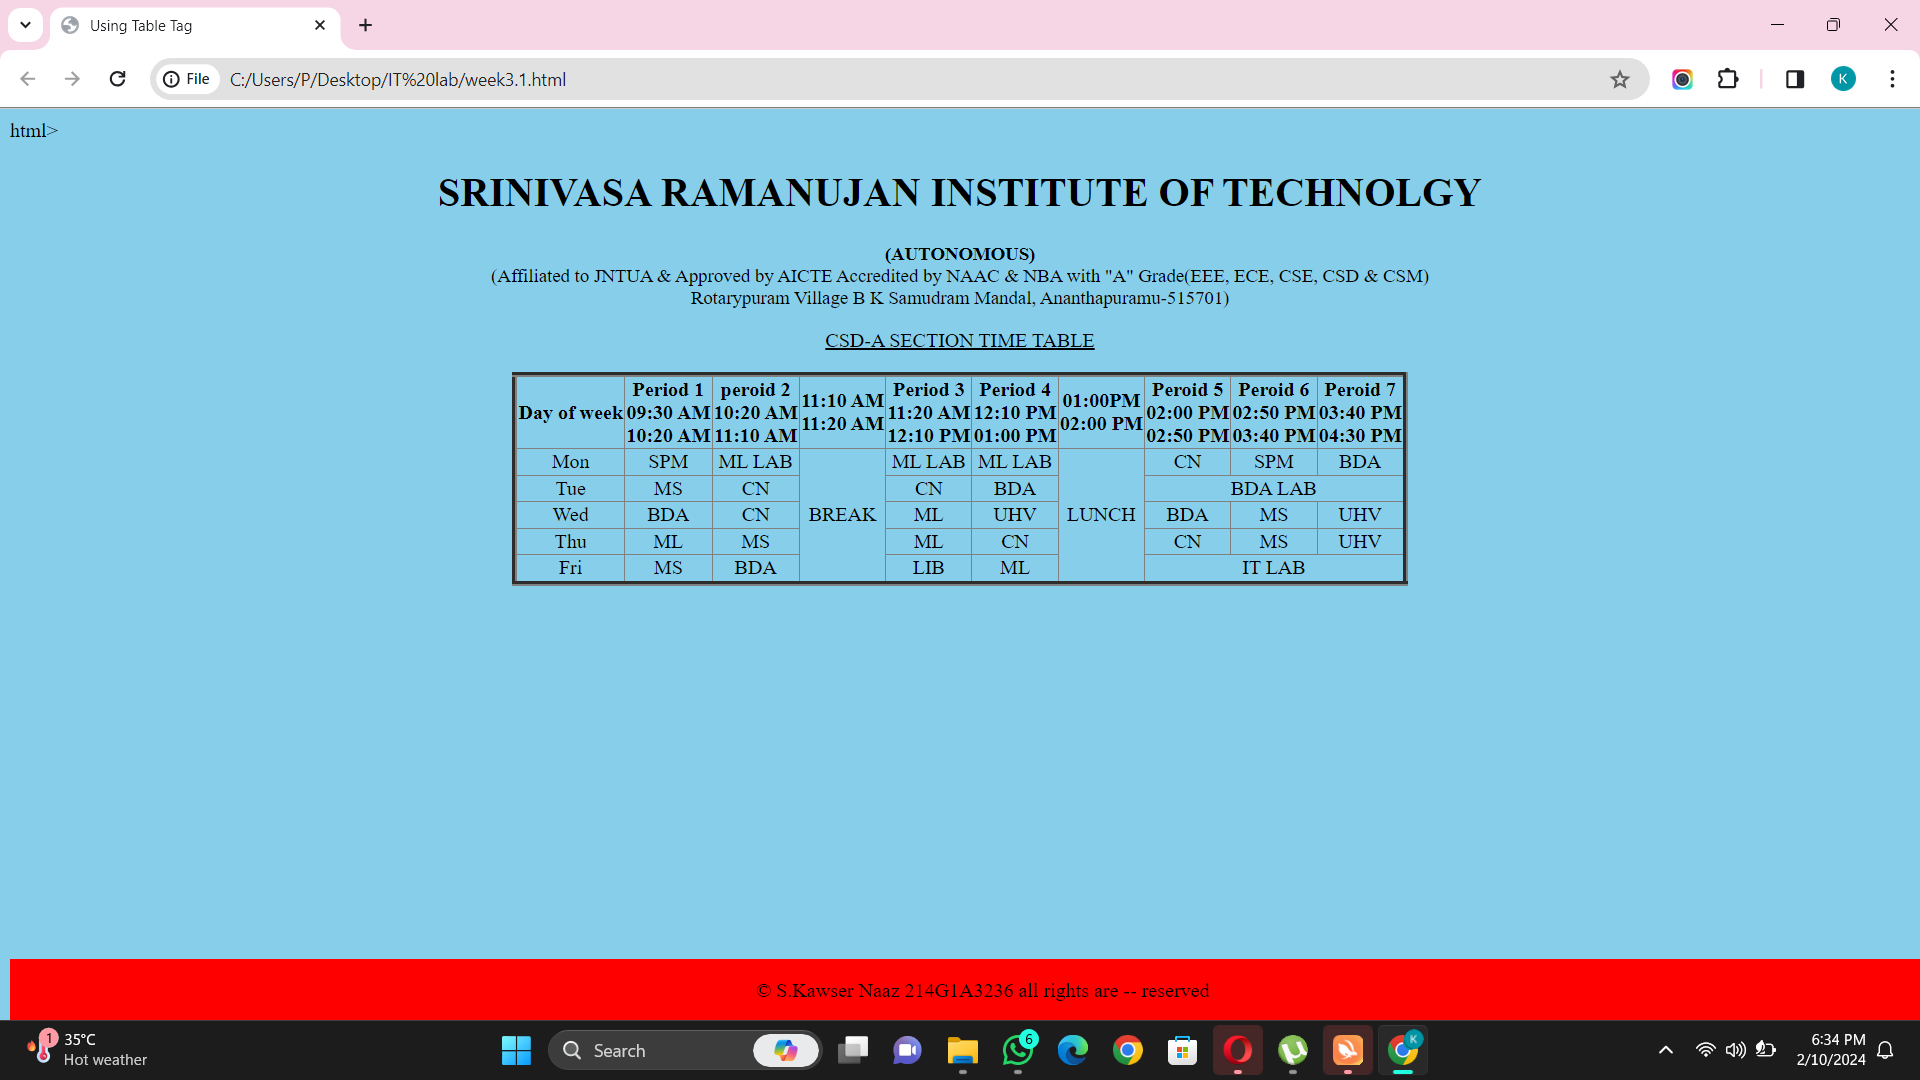 Using Table Tag
File C:/Users/P/Desktop/IT%20lab/week3.1.html
K
html>
SRINIVASA RAMANUJAN INSTITUTE OF TECHNOLGY
(AUTONOMOUS)
(Affiliated to JNTUA & Approved by AICTE Accredited by NAAC & NBA with "A" Grade(EEE, ECE, CSE, CSD & CSM)
Rotarypuram Village B K Samudram Mandal, Ananthapuramu-515701)
CSD-A SECTION TIME TABLE
Period 1 peroid 2 Period 3 Period 4 Peroid 5 Peroid 6 Peroid 7
11:10 AM 01:00PM
Day of week 09:30 AM 10:20 AM 11:20 AM 12:10 PM 02:00 PM 02:50 PM 03:40 PM
11:20 AM 02:00 PM
10:20 AM 11:10 AM 12:10 PM 01:00 PM 02:50 PM 03:40 PM 04:30 PM
Mon SPM ML LAB ML LAB ML LAB CN SPM BDA
Tue MS CN CN BDA BDA LAB
Wed BDA CN BREAK ML UHV LUNCH BDA MS UHV
Thu ML MS ML CN CN MS UHV
Fri MS BDA LIB ML IT LAB
© S.Kawser Naaz 214G1A3236 all rights are -- reserved
1 35°C
Hot weather
Search
6
K
6:34 PM
2/10/2024